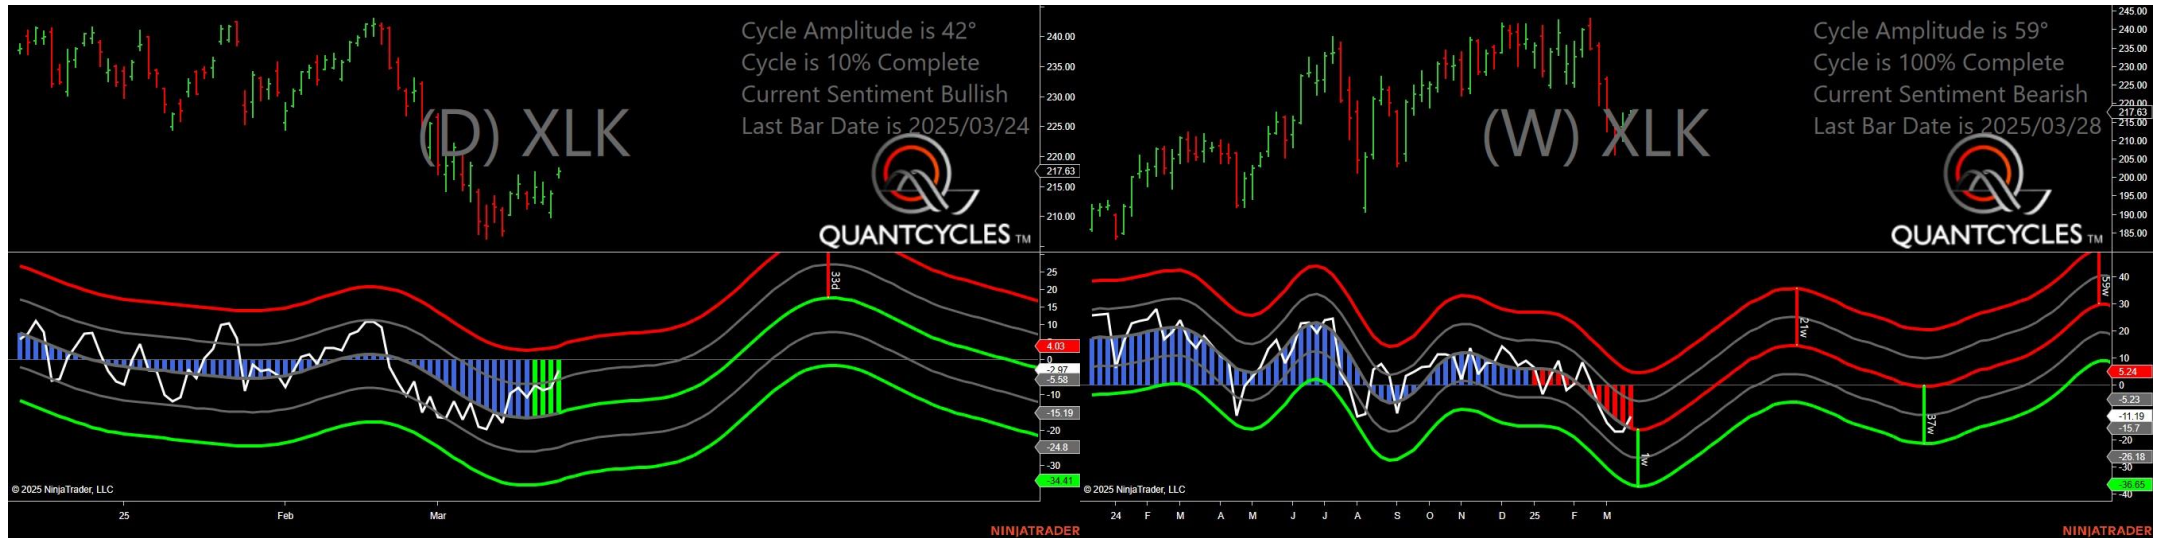 Cycle Amplitude is 42°
Cycle is 10% Complete
Current Sentiment Bullish
Last Bar Date is 2025/03/24
(D) XLK
QUANTCYCLES TM
240.00
235.00
230.00
225.00
220.00
217.63
215.00
210.00
33d
25
20
15
10
4.03
0
-2.97
-5.58
-10
-15.19
-20
-24.8
-30
-34.41
© 2025 NinjaTrader, LLC
25 Feb Mar
NINJATRADER
Cycle Amplitude is 59°
Cycle is 100% Complete
Current Sentiment Bearish
Last Bar Date is 2025/03/28
(W) XLK
QUANTCYCLES TM
245.00
240.00
235.00
230.00
225.00
220.00
217.63
215.00
210.00
205.00
200.00
195.00
190.00
185.00
1w
21w
37w
59w
40
30
20
10
5.24
0
-5.23
-11.19
-15.7
-20
-26.18
-30
-36.65
-40
© 2025 NinjaTrader, LLC
24 F M A M J J A S O N D 25 F M
NINJATRADER